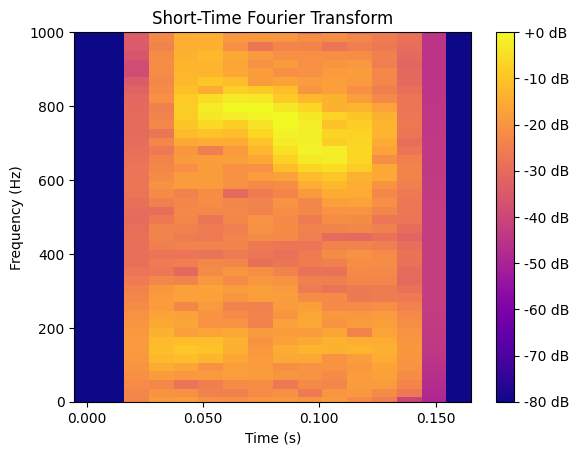 Short-Time Fourier Transform
1000
800
600
400
200
0
Frequency (Hz)
0.000
0.050
0.100
0.150
Time (s)
+0 dB
-10 dB
-20 dB
-30 dB
-40 dB
-50 dB
-60 dB
-70 dB
-80 dB